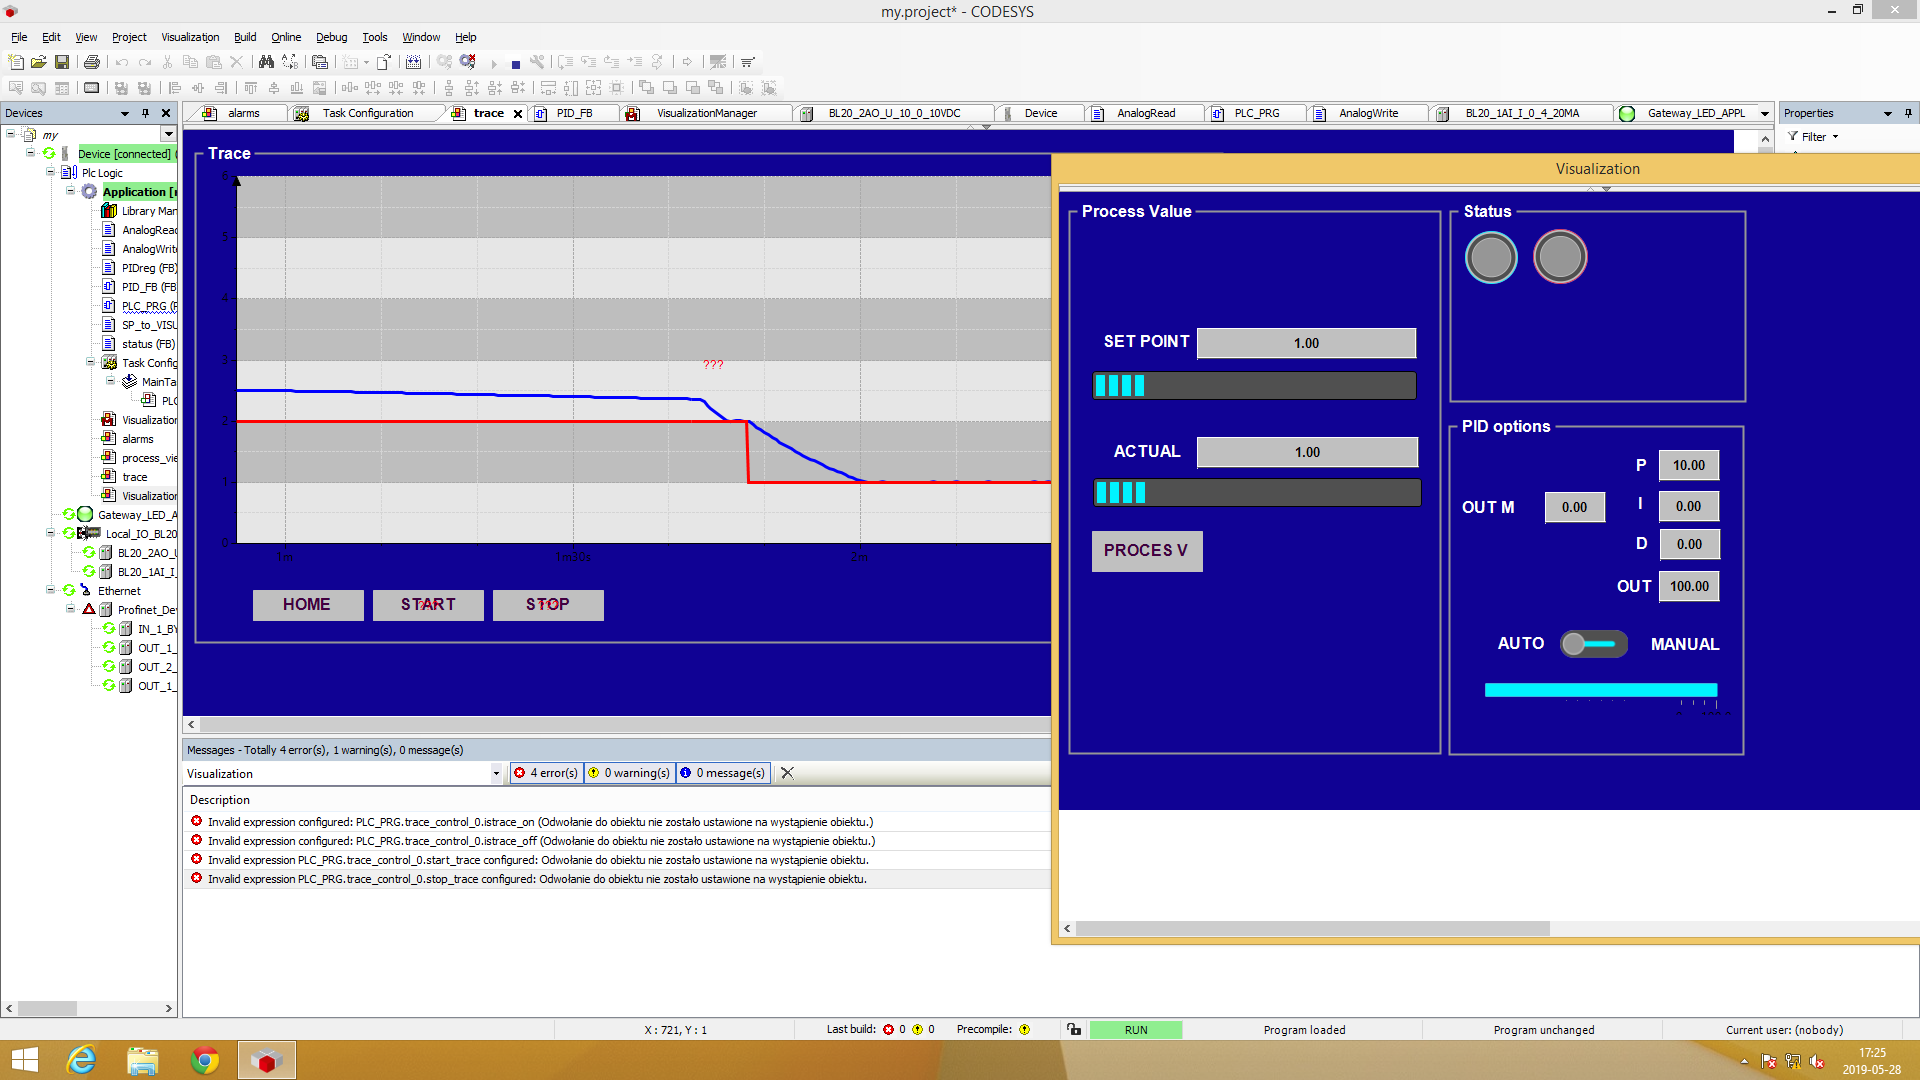 my.project* - CODESYS
File Edit View Project Visualization Build Online Debug Tools Window Help
Devices
alarms Task Configuration trace PID_FB VisualizationManager BL20_2AO_U_10_0_10VDC Device AnalogRead PLC_PRG AnalogWrite BL20_1AI_I_0_4_20MA Gateway_LED_APPL
Properties
Filter
my
Device [connected] (
Plc Logic
Application [r
Library Man
AnalogRead
AnalogWrite
PIDreg (FB)
PID_FB (FB
PLC_PRG (F
SP_to_VISU
status (FB)
Task Config
MainTa
PLC
Visualization
alarms
process_vie
trace
Visualization
Gateway_LED_A
Local_IO_BL20
BL20_2AO_U
BL20_1AI_I_
Ethernet
Profinet_Dev
IN_1_BY
OUT_1_
OUT_2_
OUT_1_
Trace
6
5
4
3
2
1
0
1m 1m30s 2m
???
HOME START STOP
Visualization
Process Value
SET POINT 1.00
ACTUAL 1.00
PROCES V
Status
PID options
P 10.00
OUT M 0.00 I 0.00
D 0.00
OUT 100.00
AUTO MANUAL
Messages - Totally 4 error(s), 1 warning(s), 0 message(s)
Visualization 4 error(s) 0 warning(s) 0 message(s)
Description
Invalid expression configured: PLC_PRG.trace_control_0.istrace_on (Odwołanie do obiektu nie zostało ustawione na wystąpienie obiektu.)
Invalid expression configured: PLC_PRG.trace_control_0.istrace_off (Odwołanie do obiektu nie zostało ustawione na wystąpienie obiektu.)
Invalid expression PLC_PRG.trace_control_0.start_trace configured: Odwołanie do obiektu nie zostało ustawione na wystąpienie obiektu.
Invalid expression PLC_PRG.trace_control_0.stop_trace configured: Odwołanie do obiektu nie zostało ustawione na wystąpienie obiektu.
X : 721, Y : 1 Last build: 0 0 Precompile: RUN Program loaded Program unchanged Current user: (nobody)
17:25
2019-05-28